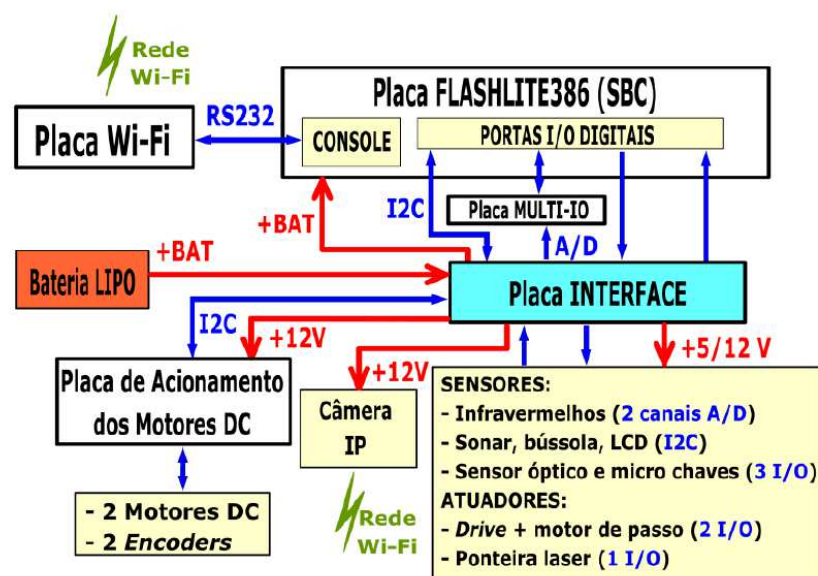 Rede
Wi-Fi
Placa FLASHLITE386 (SBC)
Placa Wi-Fi
RS232
CONSOLE
PORTAS I/O DIGITAIS
I2C
Placa MULTI-IO
+BAT
A/D
+BAT
Bateria LIPO
Placa INTERFACE
I2C
+12V
+12V
+5/12 V
Placa de Acionamento
dos Motores DC
Câmera
IP
SENSORES:
- Infravermelhos (2 canais A/D)
- Sonar, bússola, LCD (I2C)
- Sensor óptico e micro chaves (3 I/O)
ATUADORES:
- Drive + motor de passo (2 I/O)
- Ponteira laser (1 I/O)
- 2 Motores DC
- 2 Encoders
Rede
Wi-Fi